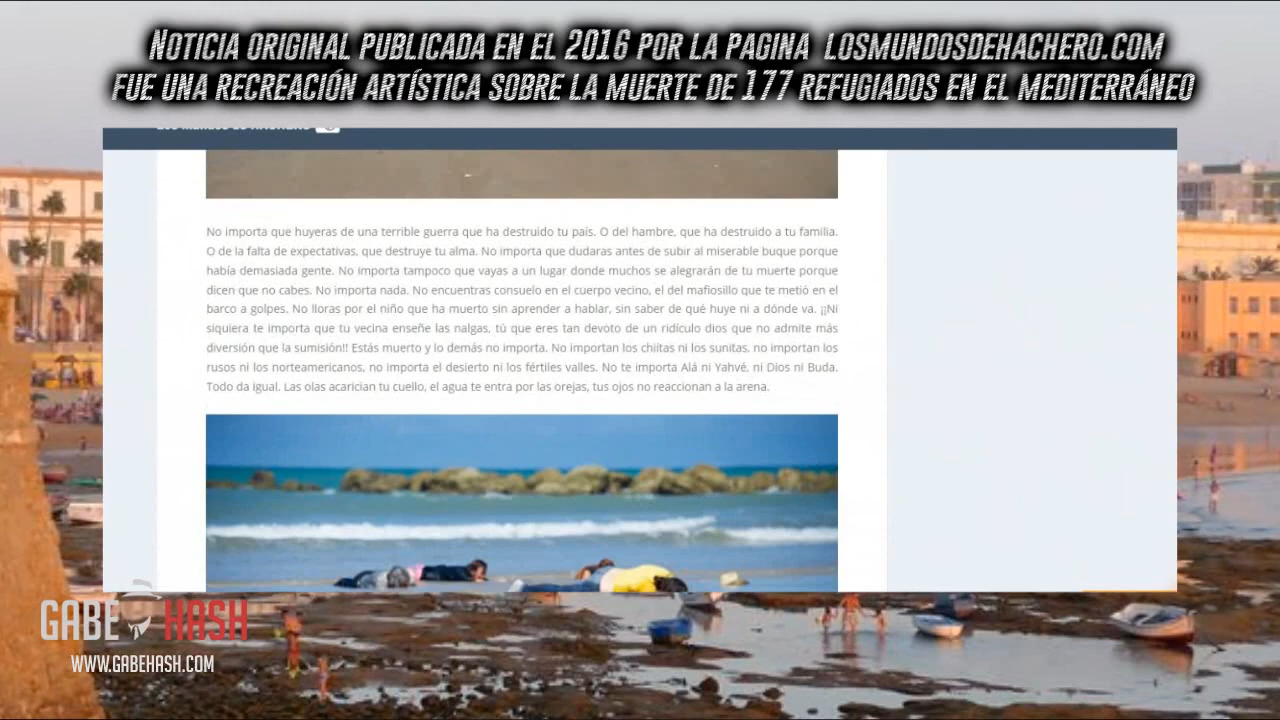 NOTICIA ORIGINAL PUBLICADA EN EL 2016 POR LA PAGINA LOSMUNDOSDEHACHERO.COM
FUE UNA RECREACIÓN ARTÍSTICA SOBRE LA MUERTE DE 177 REFUGIADOS EN EL MEDITERRÁNEO
No importa que huyeras de una terrible guerra que ha destruido tu país. O del hambre, que ha destruido a tu familia.
O de la falta de expectativas, que destruye tu alma. No importa que dudaras antes de subir al miserable buque porque
había demasiada gente. No importa tampoco que vayas a un lugar donde muchos se alegrarán de tu muerte porque
dicen que no cabes. No importa nada. No encuentras consuelo en el cuerpo vecino, el del mafiosillo que te metió en el
barco a golpes. No lloras por el niño que ha muerto sin aprender a hablar, sin saber de qué huye ni a dónde va. ¡¡Ni
siquiera te importa que tu vecina enseñe las nalgas, tú que eres tan devoto de un ridículo dios que no admite más
diversión que la sumisión!! Estás muerto y lo demás no importa. No importan los chiítas ni los sunitas, no importan los
rusos ni los norteamericanos, no importa el desierto ni los fértiles valles. No te importa Alá ni Yahvé, ni Dios ni Buda.
Todo da igual. Las olas acarician tu cuello, el agua te entra por las orejas, tus ojos no reaccionan a la arena.
GABE HASH
WWW.GABEHASH.COM